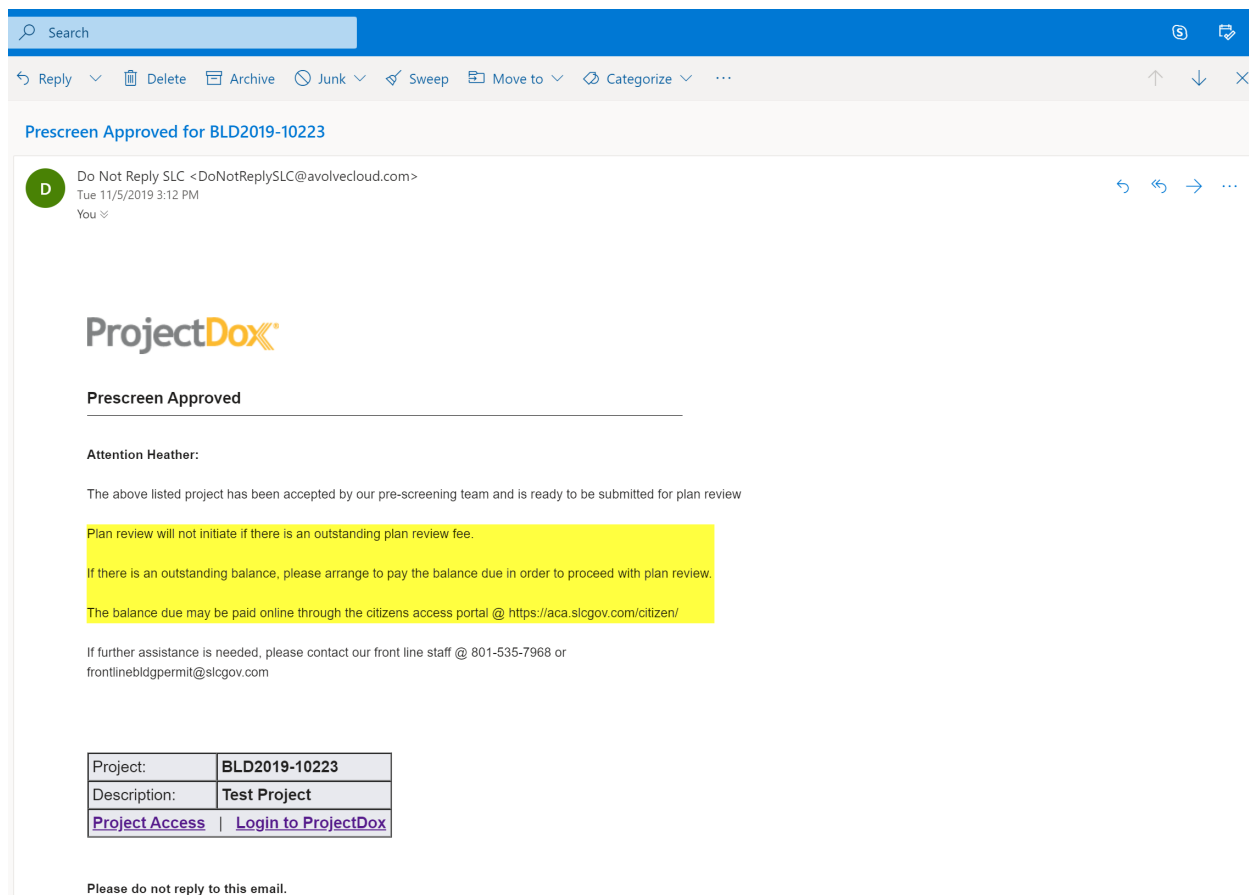 Search
Reply Delete Archive Junk Sweep Move to Categorize ...
Prescreen Approved for BLD2019-10223
D
Do Not Reply SLC <DoNotReplySLC@avolvecloud.com>
Tue 11/5/2019 3:12 PM
You
ProjectDox
Prescreen Approved
Attention Heather:
The above listed project has been accepted by our pre-screening team and is ready to be submitted for plan review
Plan review will not initiate if there is an outstanding plan review fee.
If there is an outstanding balance, please arrange to pay the balance due in order to proceed with plan review.
The balance due may be paid online through the citizens access portal @ https://aca.slcgov.com/citizen/
If further assistance is needed, please contact our front line staff @ 801-535-7968 or
frontlinebldgpermit@slcgov.com
Project: BLD2019-10223
Description: Test Project
Project Access | Login to ProjectDox
Please do not reply to this email.